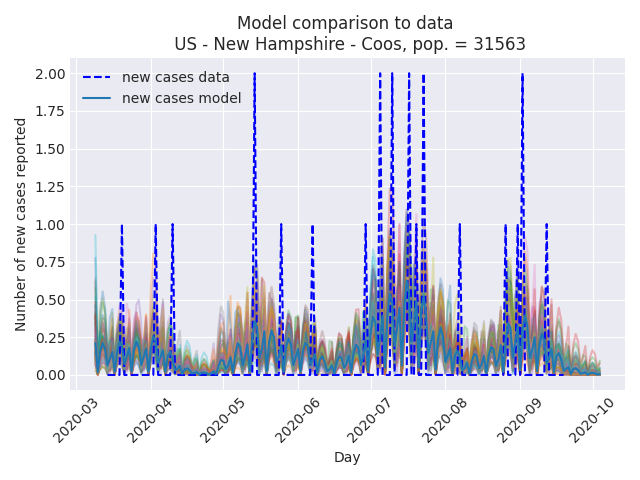 Model comparison to data
US - New Hampshire - Coos, pop. = 31563
new cases data
new cases model
Number of new cases reported
2.00
1.75
1.50
1.25
1.00
0.75
0.50
0.25
0.00
2020-03
2020-04
2020-05
2020-06
2020-07
2020-08
2020-09
2020-10
Day